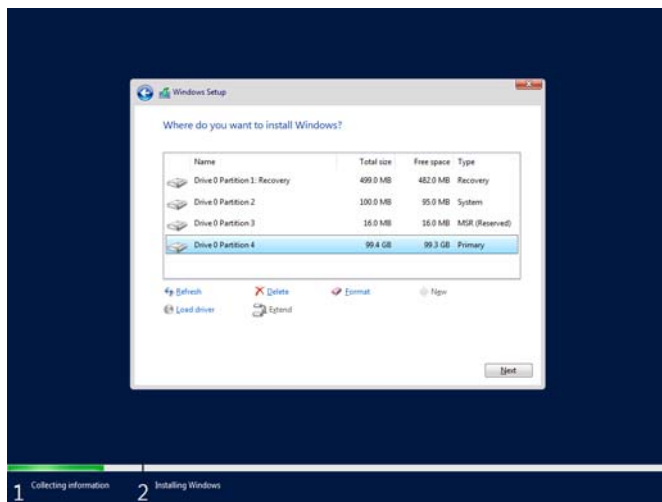 Windows Setup
Where do you want to install Windows?
Name Total size Free space Type
Drive 0 Partition 1: Recovery 499.0 MB 482.0 MB Recovery
Drive 0 Partition 2 100.0 MB 95.0 MB System
Drive 0 Partition 3 16.0 MB 16.0 MB MSR (Reserved)
Drive 0 Partition 4 99.4 GB 99.3 GB Primary
Refresh Delete Format New
Load driver Extend
Next
1 Collecting information 2 Installing Windows